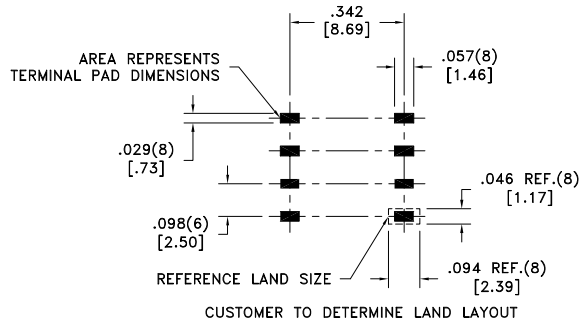 .342
[8.69]
AREA REPRESENTS
TERMINAL PAD DIMENSIONS
.057(8)
[1.46]
.029(8)
[.73]
.046 REF.(8)
[1.17]
.098(6)
[2.50]
REFERENCE LAND SIZE
.094 REF.(8)
[2.39]
CUSTOMER TO DETERMINE LAND LAYOUT